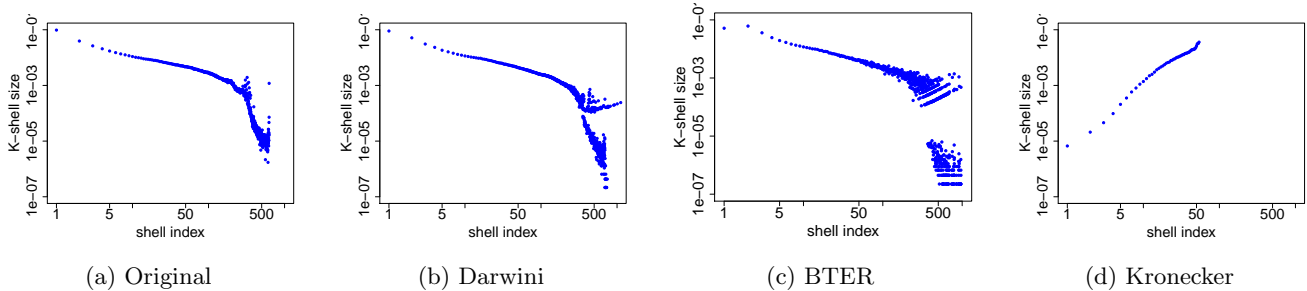 K−shell size
1e−07
1e−05
1e−03
1e−0
1
5
50
500
shell index
(a) Original
K−shell size
1e−07
1e−05
1e−03
1e−0
1
5
50
500
shell index
(b) Darwini
K−shell size
1e−07
1e−05
1e−03
1e−0
1
5
50
500
shell index
(c) BTER
K−shell size
1e−07
1e−05
1e−03
1e−0
1
5
50
500
shell index
(d) Kronecker